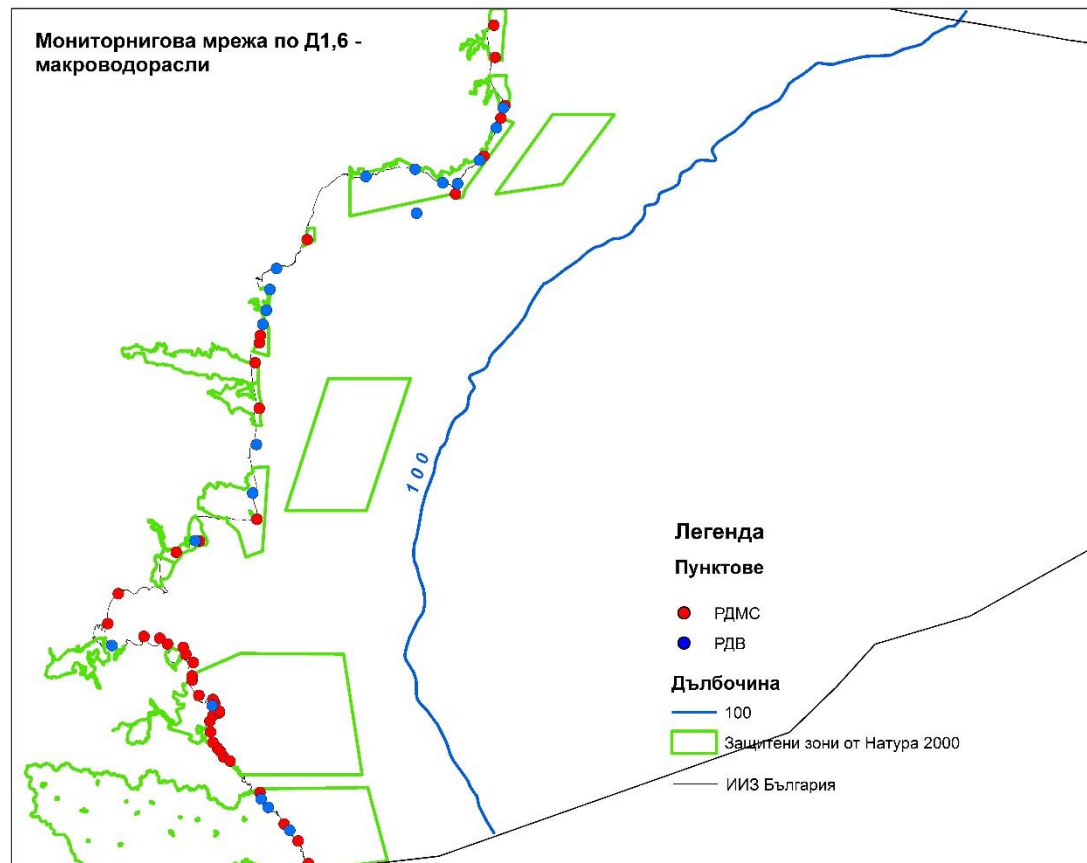 Мониторнигова мрежа по Д1,6 -
макроводорасли
100
Легенда
Пунктове
РДМС
РДВ
Дълбочина
100
Защитени зони от Натура 2000
ИИЗ България